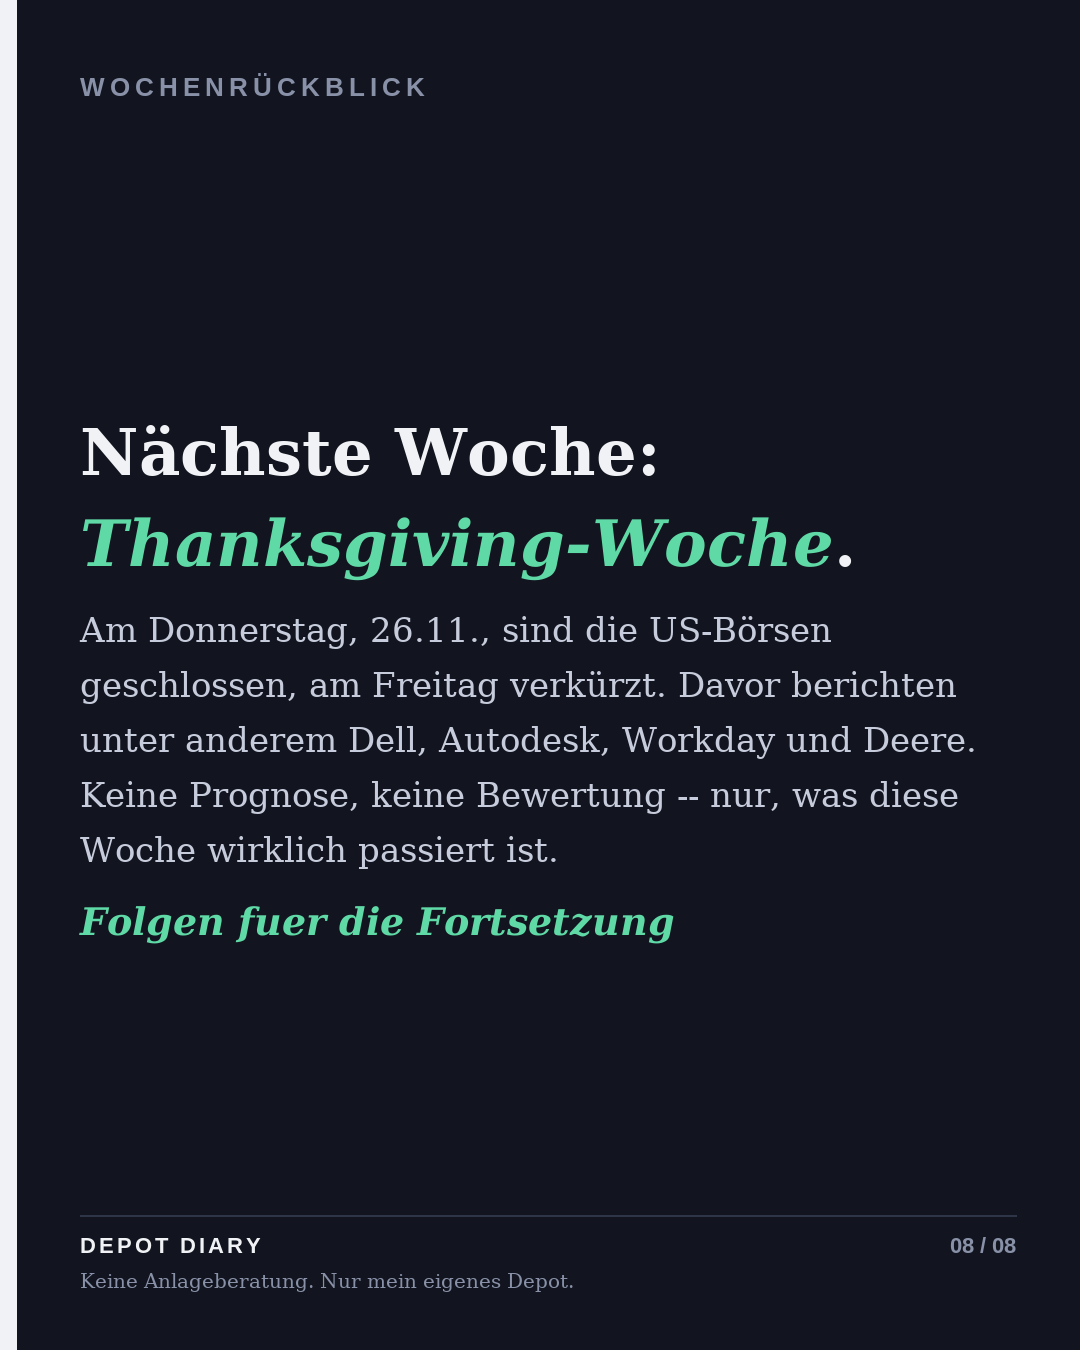 WOCHENRÜCKBLICK
Nächste Woche:
Thanksgiving-Woche.
Am Donnerstag, 26.11., sind die US-Börsen
geschlossen, am Freitag verkürzt. Davor berichten
unter anderem Dell, Autodesk, Workday und Deere.
Keine Prognose, keine Bewertung -- nur, was diese
Woche wirklich passiert ist.
Folgen fuer die Fortsetzung
DEPOT DIARY
08 / 08
Keine Anlageberatung. Nur mein eigenes Depot.